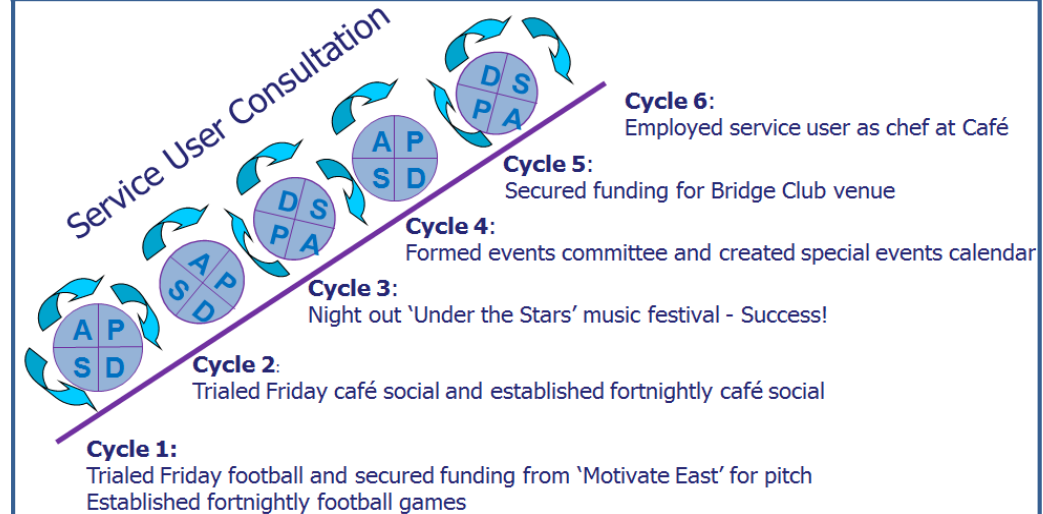 Service User Consultation
D S
P A
A P
S D
D S
P A
A P
S D
A P
S D
Cycle 6:
Employed service user as chef at Café
Cycle 5:
Secured funding for Bridge Club venue
Cycle 4:
Formed events committee and created special events calendar
Cycle 3:
Night out ‘Under the Stars’ music festival - Success!
Cycle 2:
Trialed Friday café social and established fortnightly café social
Cycle 1:
Trialed Friday football and secured funding from ‘Motivate East’ for pitch
Established fortnightly football games